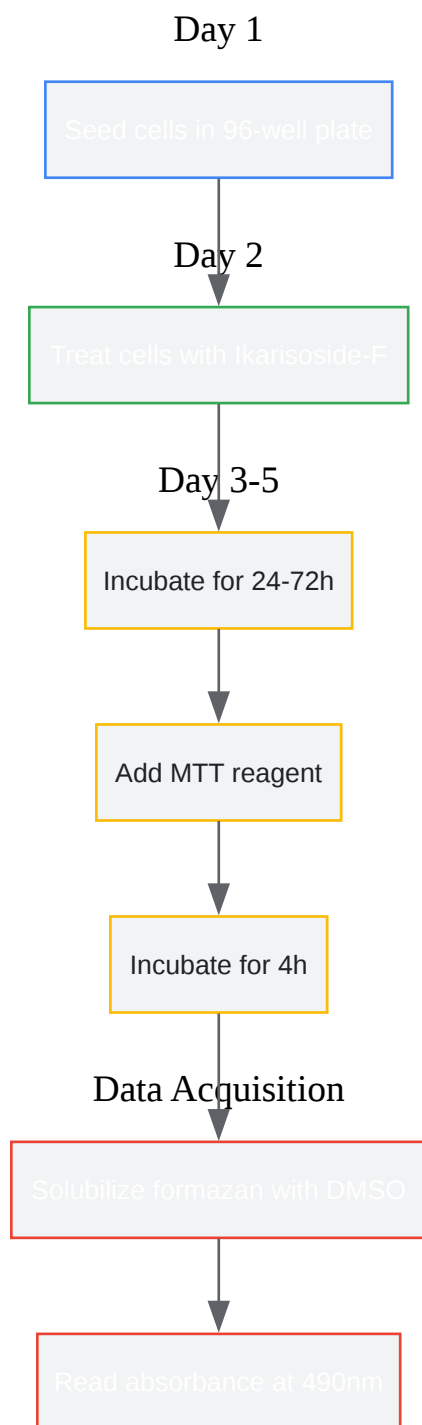 Day 1
Seed cells in 96-well plate
Day 2
Treat cells with Ikarisoside-F
Day 3-5
Incubate for 24-72h
Add MTT reagent
Incubate for 4h
Data Acquisition
Solubilize formazan with DMSO
Read absorbance at 490nm